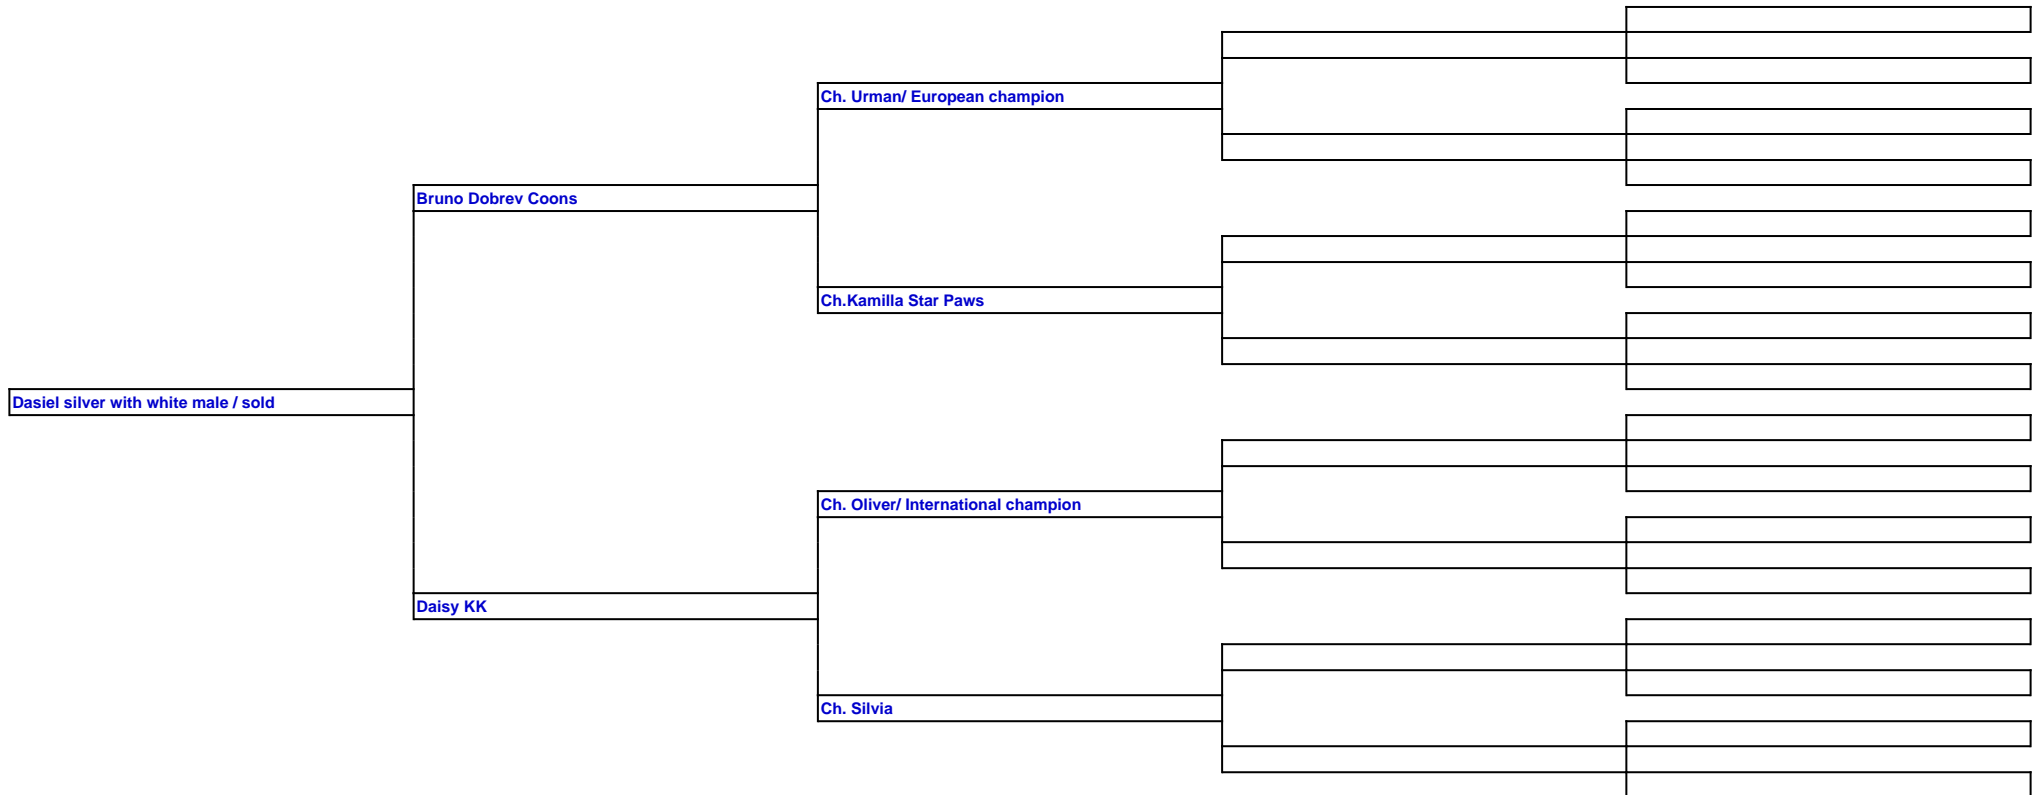 Ch. Urman/ European champion
Bruno Dobrev Coons
Ch.Kamilla Star Paws
Dasiel silver with white male / sold
Ch. Oliver/ International champion
Daisy KK
Ch. Silvia